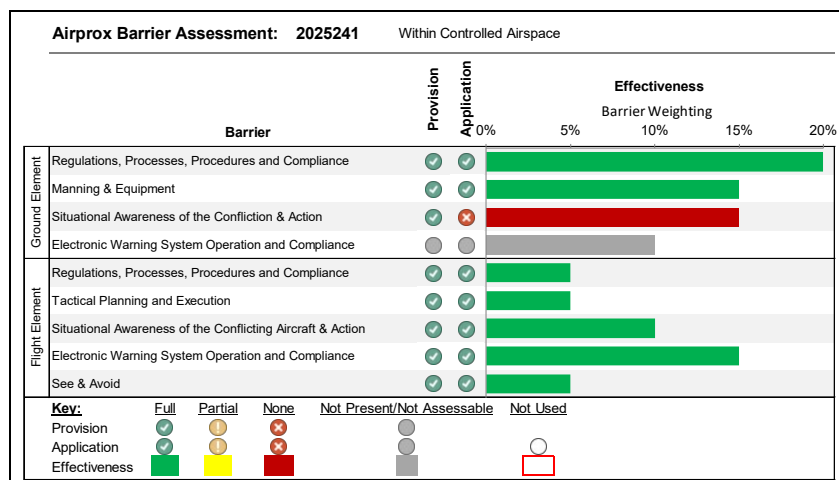 Airprox Barrier Assessment: 2025241 Within Controlled Airspace
Barrier Provision Application Effectiveness
Barrier Weighting
0% 5% 10% 15% 20%
Ground Element
Regulations, Processes, Procedures and Compliance
Manning & Equipment
Situational Awareness of the Confliction & Action
Electronic Warning System Operation and Compliance
Flight Element
Regulations, Processes, Procedures and Compliance
Tactical Planning and Execution
Situational Awareness of the Conflicting Aircraft & Action
Electronic Warning System Operation and Compliance
See & Avoid
Key: Full Partial None Not Present/Not Assessable Not Used
Provision
Application
Effectiveness